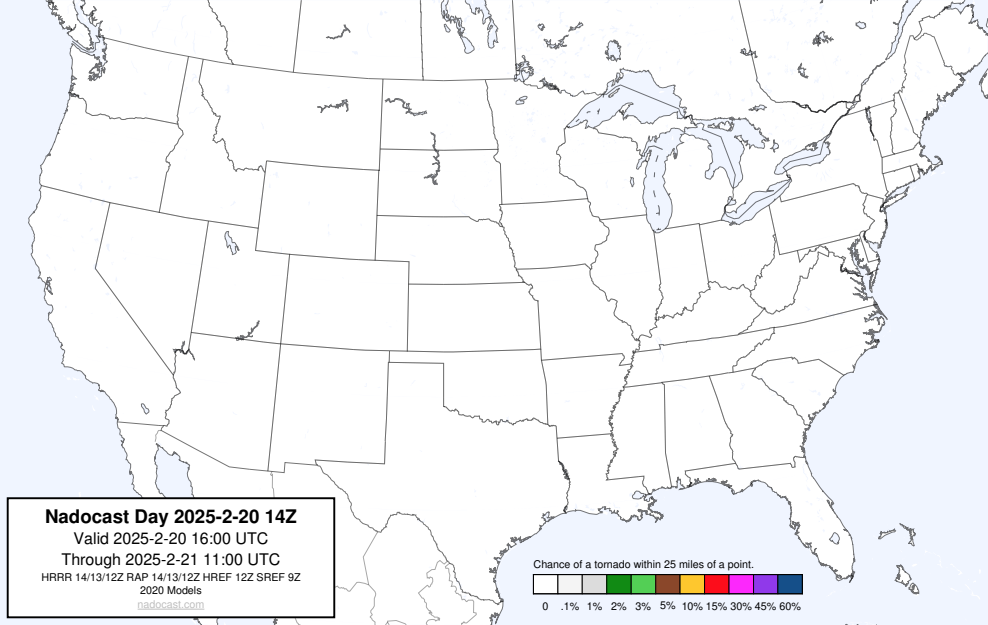 Nadocast Day 2025-2-20 14Z
Valid 2025-2-20 16:00 UTC
Through 2025-2-21 11:00 UTC
HRRR 14/13/12Z RAP 14/13/12Z HREF 12Z SREF 9Z
2020 Models
nadocast.com
Chance of a tornado within 25 miles of a point.
0 .1% 1% 2% 3% 5% 10% 15% 30% 45% 60%